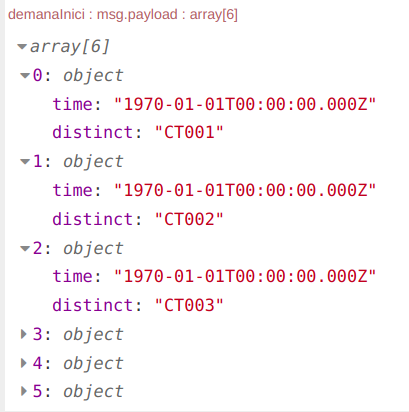 demanaInici : msg.payload : array[6]
array[6]
0: object
time: "1970-01-01T00:00:00.000Z"
distinct: "CT001"
1: object
time: "1970-01-01T00:00:00.000Z"
distinct: "CT002"
2: object
time: "1970-01-01T00:00:00.000Z"
distinct: "CT003"
3: object
4: object
5: object